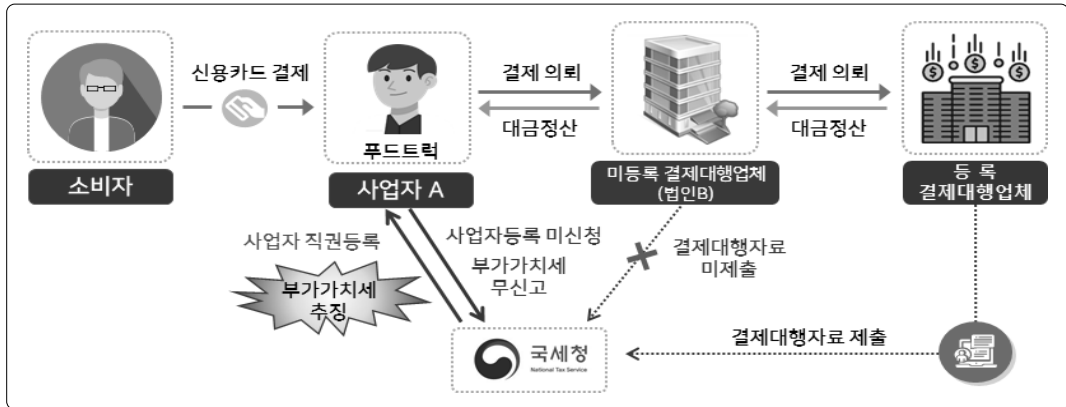 신용카드 결제
결제 의뢰
대금정산
결제 의뢰
대금정산
푸드트럭
소비자
사업자 A
미등록 결제대행업체
(법인B)
등 록
결제대행업체
사업자 직권등록
사업자등록 미신청
부가가치세
무신고
결제대행자료
미제출
부가가치세
추징
결제대행자료 제출
국세청
National Tax Service